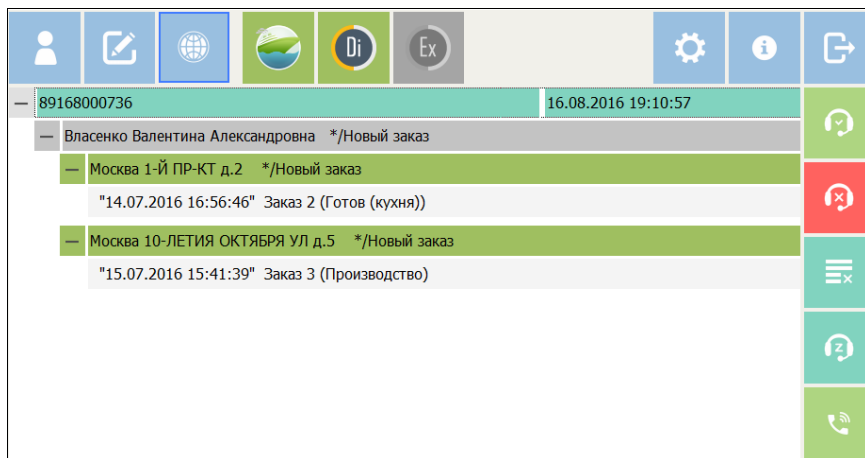 Di Ex
89168000736 16.08.2016 19:10:57
Власенко Валентина Александровна */Новый заказ
Москва 1-Й ПР-КТ д.2 */Новый заказ
"14.07.2016 16:56:46" Заказ 2 (Готов (кухня))
Москва 10-ЛЕТИЯ ОКТЯБРЯ УЛ д.5 */Новый заказ
"15.07.2016 15:41:39" Заказ 3 (Производство)
z